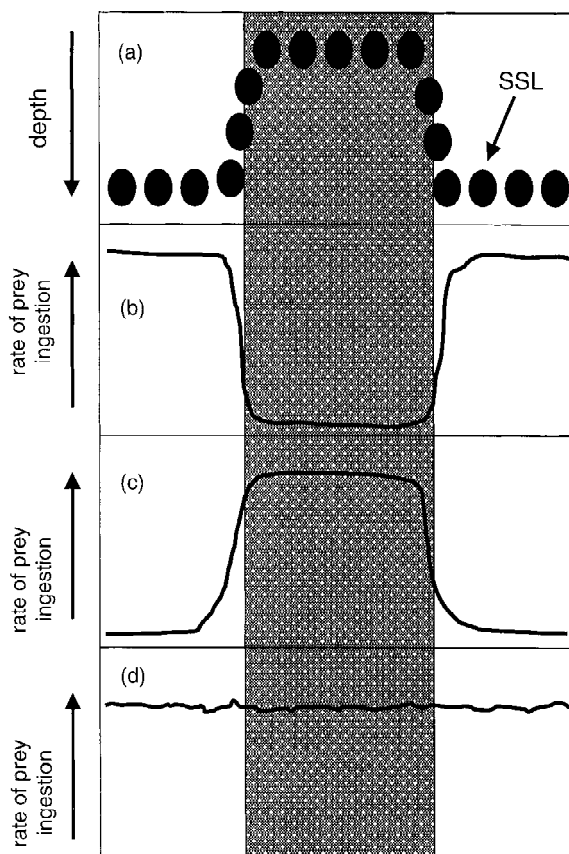 (a)
depth
SSL
(b)
rate of prey
ingestion
(c)
rate of prey
ingestion
(d)
rate of prey
ingestion